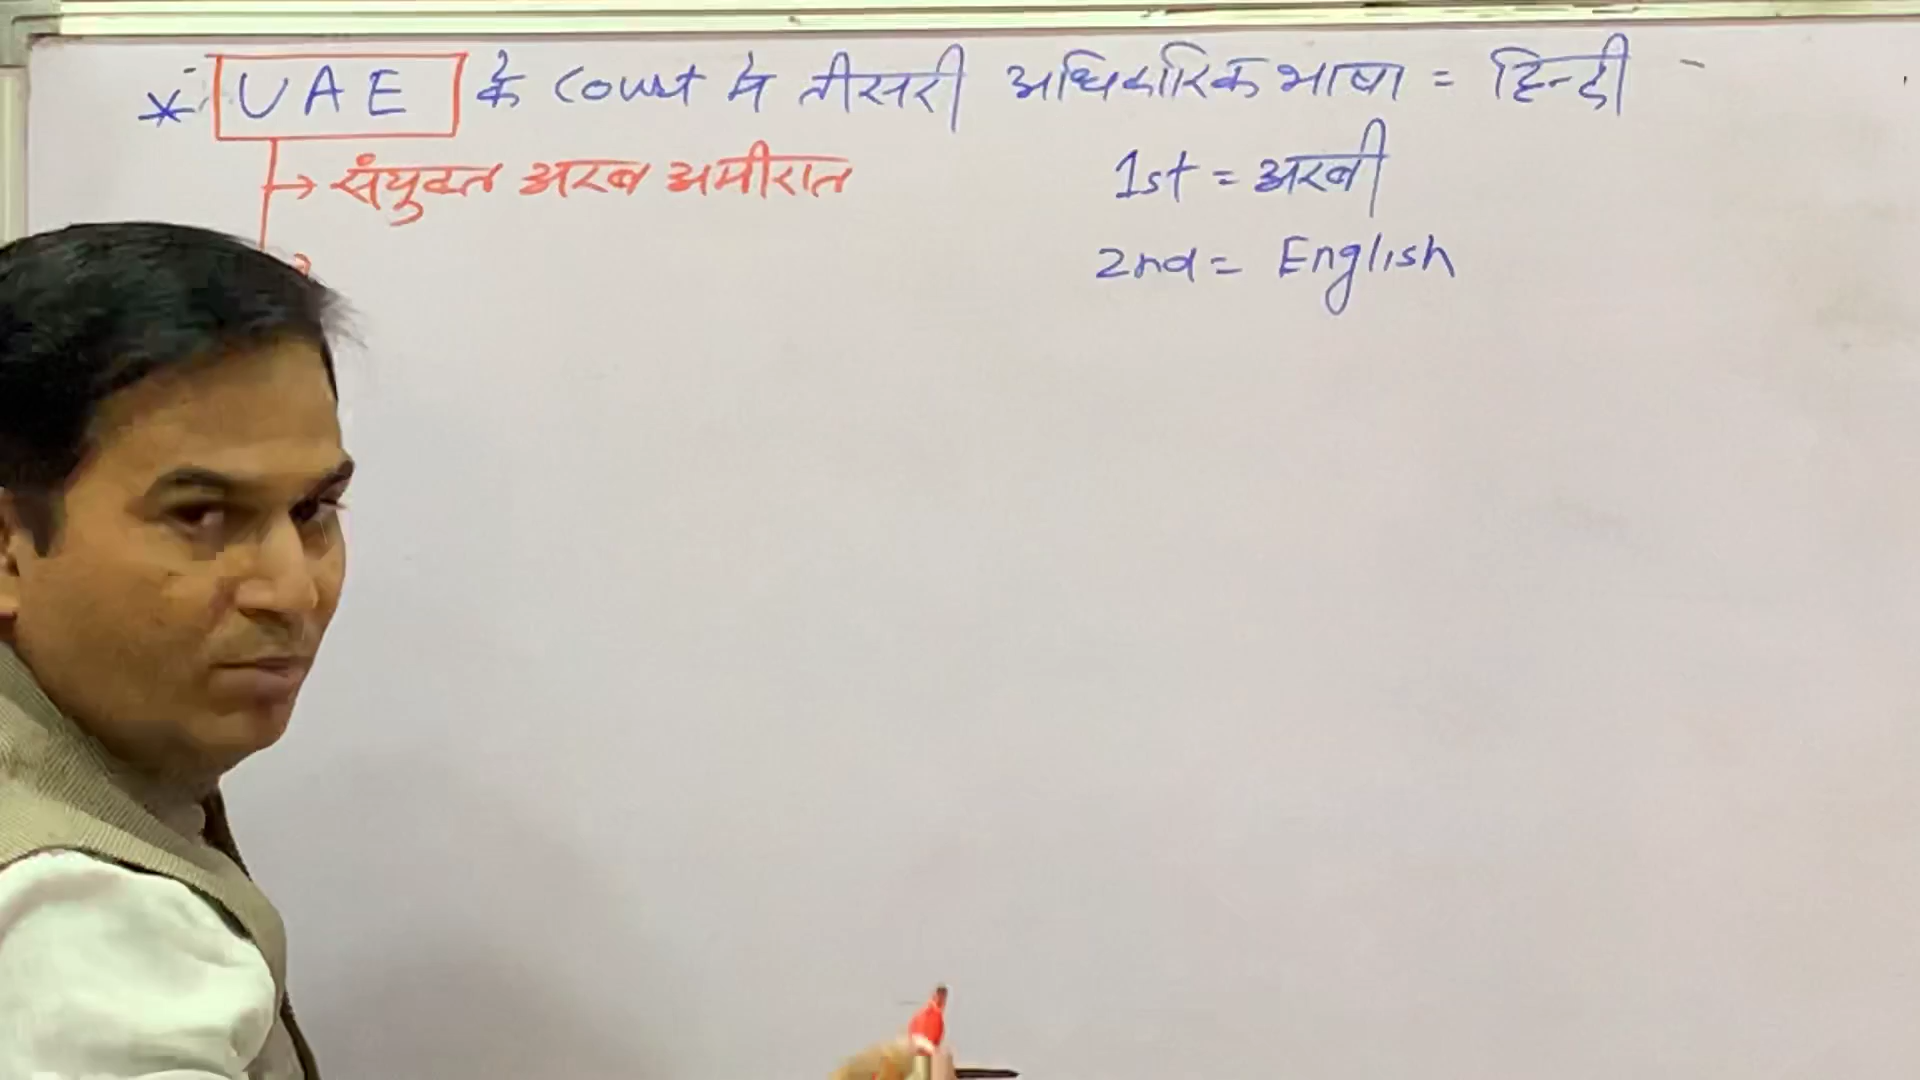 * UAE के Court मे तीसरी अधिकारिक भाषा = हिन्दी -
→ संयुक्त अरब अमीरात
1st = अरबी
2nd = English